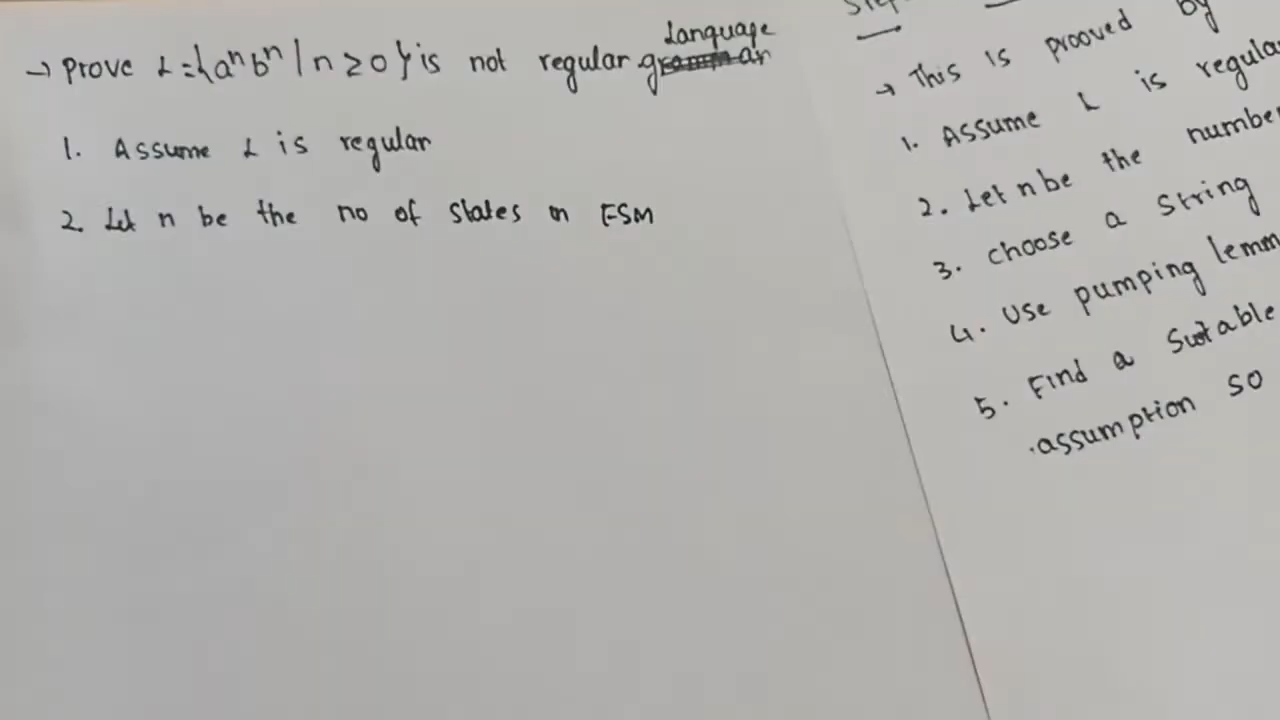 → prove L = {aⁿbⁿ | n ≥ 0} is not regular Language
1. Assume L is regular
2. Let n be the no of states in FSM
Step
→ This is prooved by
1. Assume L is regula
2. Let n be the number
3. choose a string
4. Use pumping lemm
5. Find a suitable
assumption so